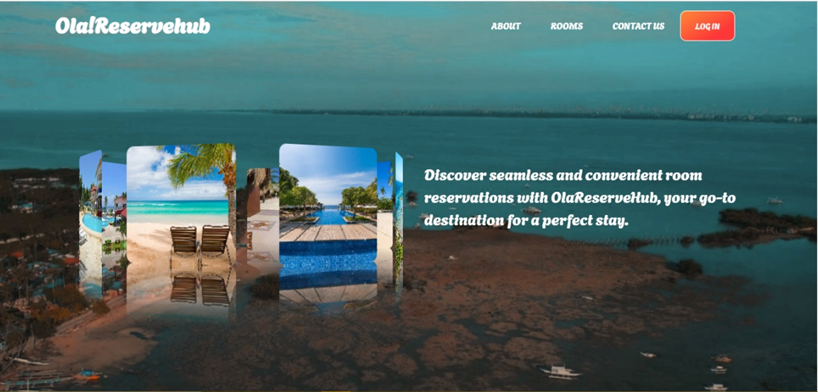 Ola!Reservehub
ABOUT
ROOMS
CONTACT US
LOG IN
Discover seamless and convenient room
reservations with OlaReserveHub, your go-to
destination for a perfect stay.